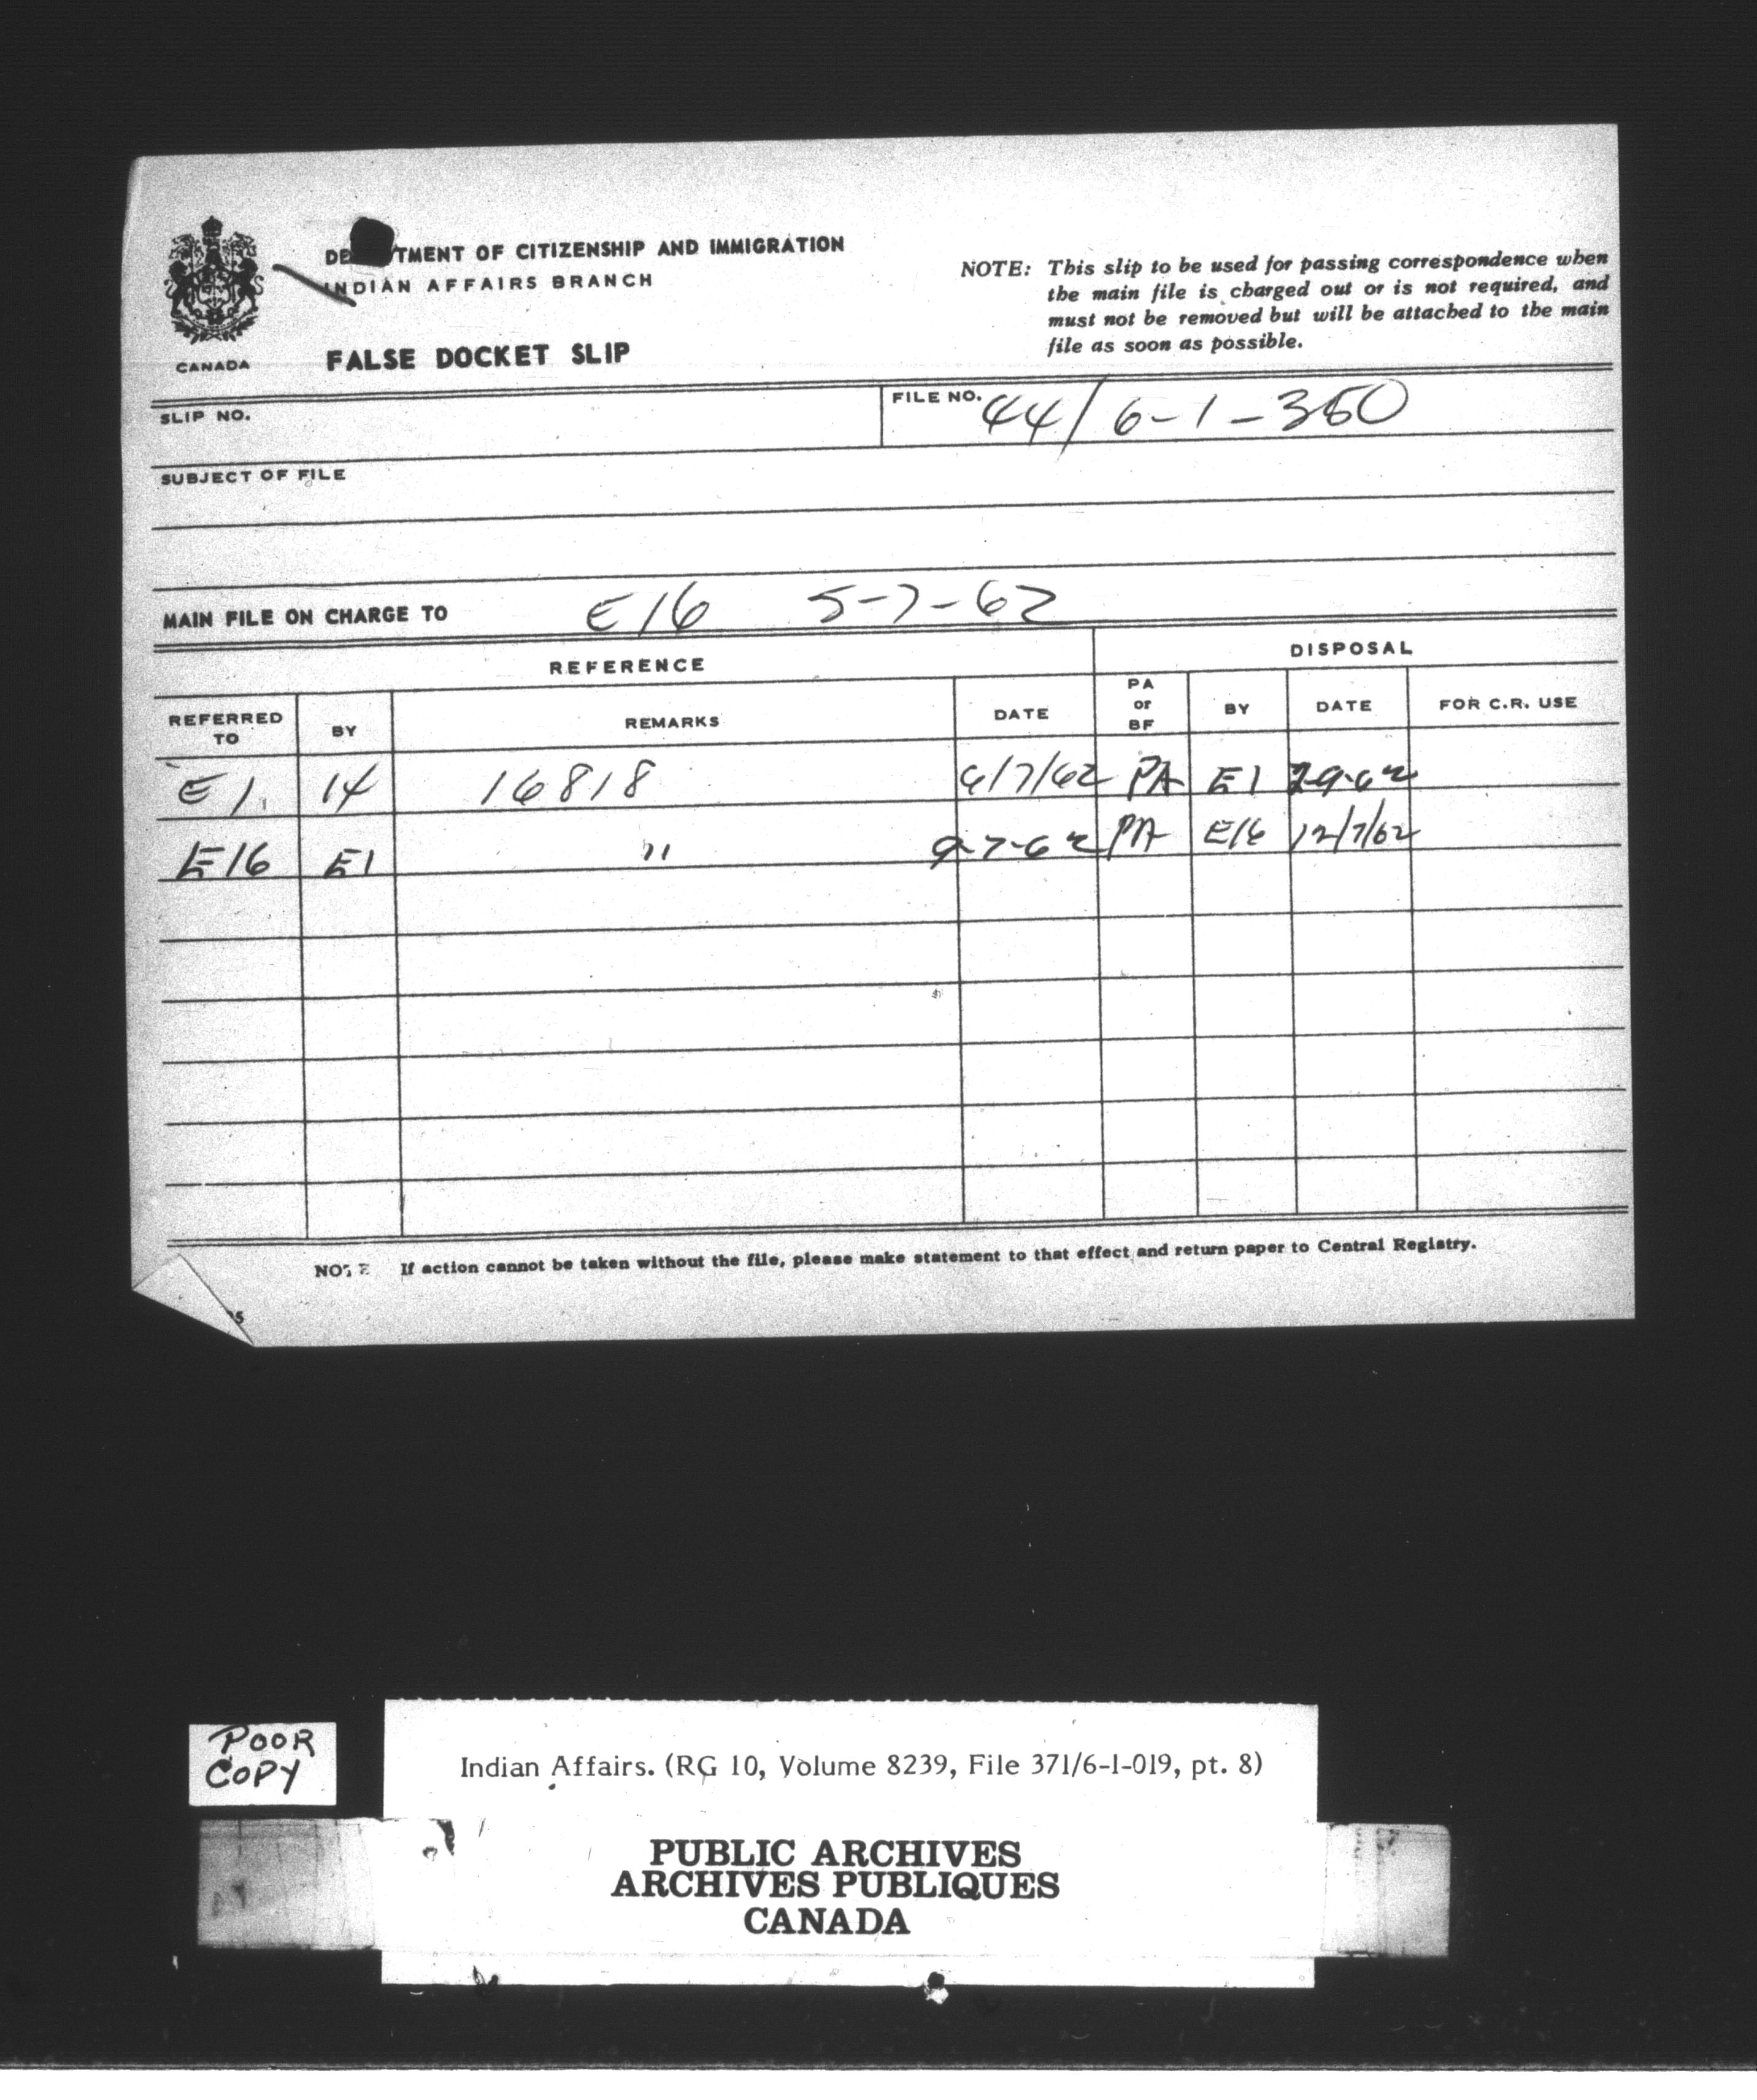 DE TMENT OF CITIZENSHIP AND IMMIGRATION
INDIAN AFFAIRS BRANCH
NOTE: This slip to be used for passing correspondence when
the main file is charged out or is not required, and
must not be removed but will be attached to the main
file as soon as possible.
CANADA
FALSE DOCKET SLIP
SLIP NO.
FILE NO. 44/6-1-360
SUBJECT OF FILE
MAIN FILE ON CHARGE TO E16 5-7-62
REFERENCE DISPOSAL
REFERRED TO BY REMARKS DATE PA or BF BY DATE FOR C.R. USE
E1. 14 16818 6/7/62 PA E1
E16 E1 " 9-7-62 PA E16 12/7/62
NOTE If action cannot be taken without the file, please make statement to that effect and return paper to Central Registry.
POOR
COPY
Indian Affairs. (RG 10, Volume 8239, File 371/6-1-019, pt. 8)
PUBLIC ARCHIVES
ARCHIVES PUBLIQUES
CANADA